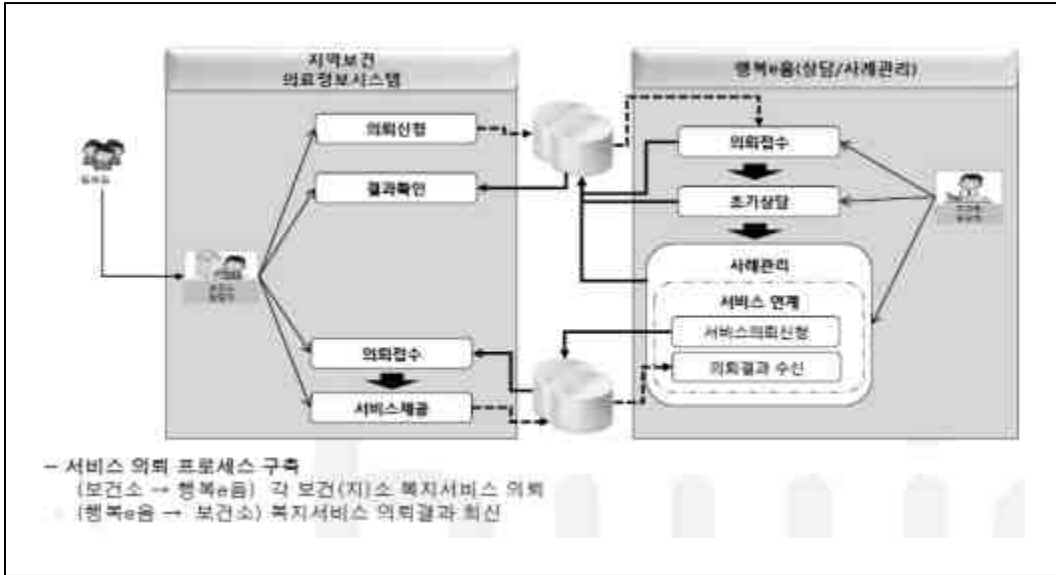 지역보건
의료정보시스템
행복e음(상담/사례관리)
의뢰신청
결과확인
의뢰접수
서비스제공
의뢰접수
초기상담
사례관리
서비스 연계
서비스의뢰신청
의뢰결과 수신
– 서비스 의뢰 프로세스 구축
(보건소 → 행복e음) 각 보건(지)소 복지서비스 의뢰
(행복e음 → 보건소) 복지서비스 의뢰결과 회신